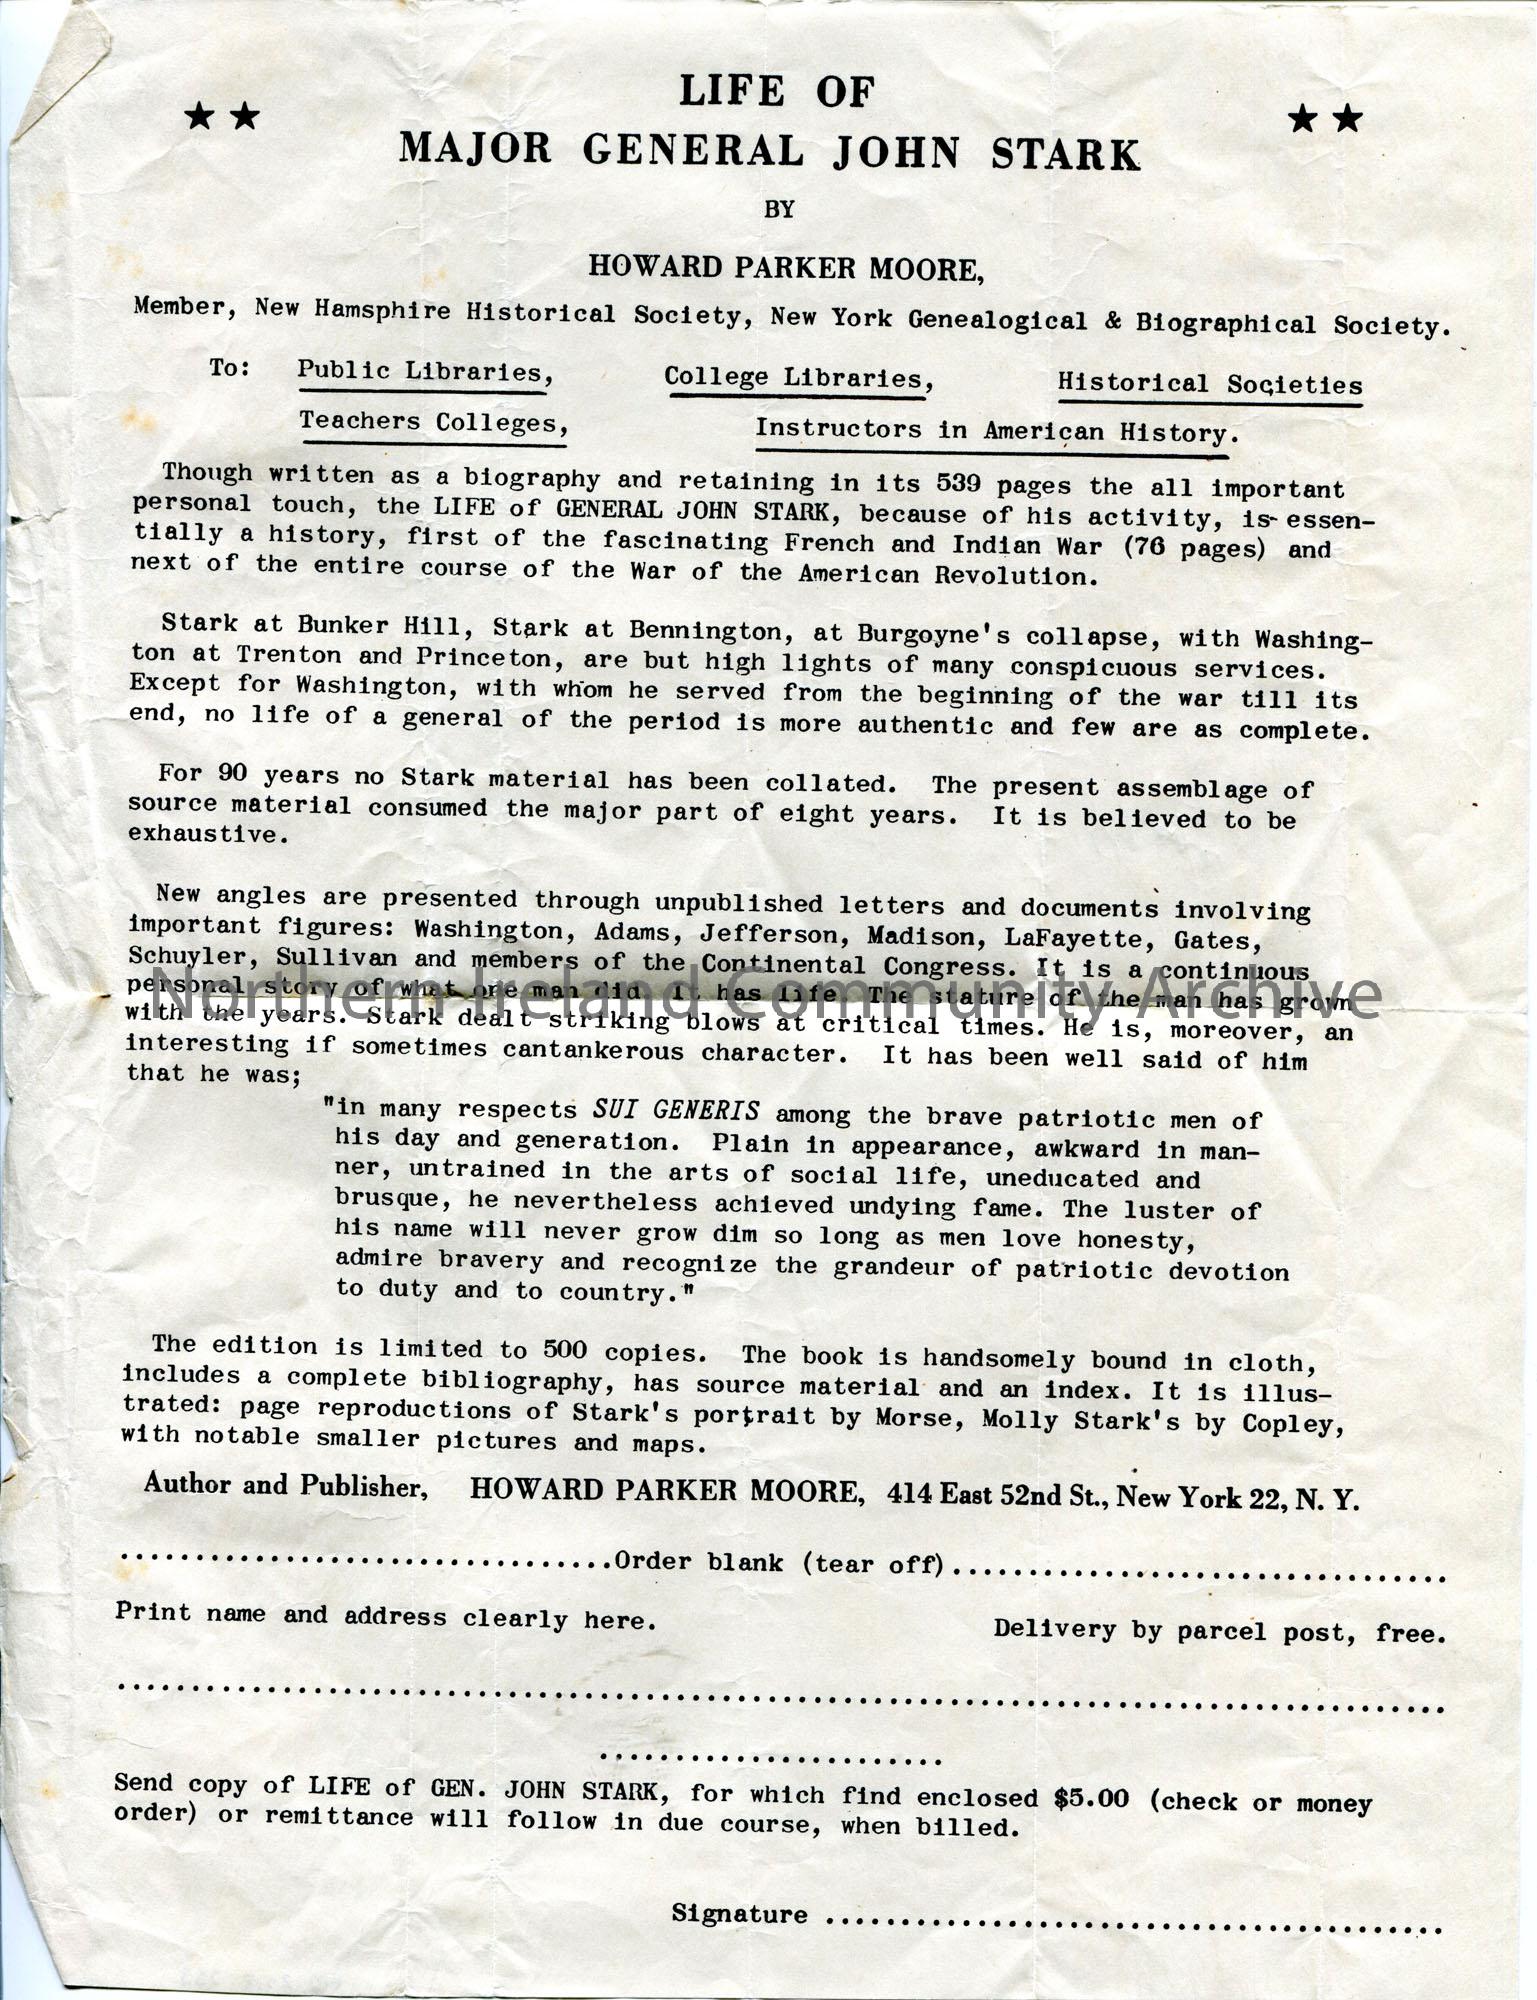 ★ ★ LIFE OF ★ ★
MAJOR GENERAL JOHN STARK
BY
HOWARD PARKER MOORE,
Member, New Hamsphire Historical Society, New York Genealogical & Biographical Society.
To: Public Libraries, College Libraries, Historical Societies
Teachers Colleges, Instructors in American History.
Though written as a biography and retaining in its 539 pages the all important
personal touch, the LIFE of GENERAL JOHN STARK, because of his activity, is essen-
tially a history, first of the fascinating French and Indian War (76 pages) and
next of the entire course of the War of the American Revolution.
Stark at Bunker Hill, Stark at Bennington, at Burgoyne's collapse, with Washing-
ton at Trenton and Princeton, are but high lights of many conspicuous services.
Except for Washington, with whom he served from the beginning of the war till its
end, no life of a general of the period is more authentic and few are as complete.
For 90 years no Stark material has been collated. The present assemblage of
source material consumed the major part of eight years. It is believed to be
exhaustive.
New angles are presented through unpublished letters and documents involving
important figures: Washington, Adams, Jefferson, Madison, LaFayette, Gates,
Schuyler, Sullivan and members of the Continental Congress. It is a continuous
personal story of what one man did. It has life. The stature of the man has grown
Northern Ireland Community Archive
with the years. Stark dealt striking blows at critical times. He is, moreover, an
interesting if sometimes cantankerous character. It has been well said of him
that he was;
"in many respects SUI GENERIS among the brave patriotic men of
his day and generation. Plain in appearance, awkward in man-
ner, untrained in the arts of social life, uneducated and
brusque, he nevertheless achieved undying fame. The luster of
his name will never grow dim so long as men love honesty,
admire bravery and recognize the grandeur of patriotic devotion
to duty and to country."
The edition is limited to 500 copies. The book is handsomely bound in cloth,
includes a complete bibliography, has source material and an index. It is illus-
trated: page reproductions of Stark's portrait by Morse, Molly Stark's by Copley,
with notable smaller pictures and maps.
Author and Publisher, HOWARD PARKER MOORE, 414 East 52nd St., New York 22, N. Y.
.................................Order blank (tear off).................................
Print name and address clearly here. Delivery by parcel post, free.
........................................................................................
.......................
Send copy of LIFE of GEN. JOHN STARK, for which find enclosed $5.00 (check or money
order) or remittance will follow in due course, when billed.
Signature .........................................